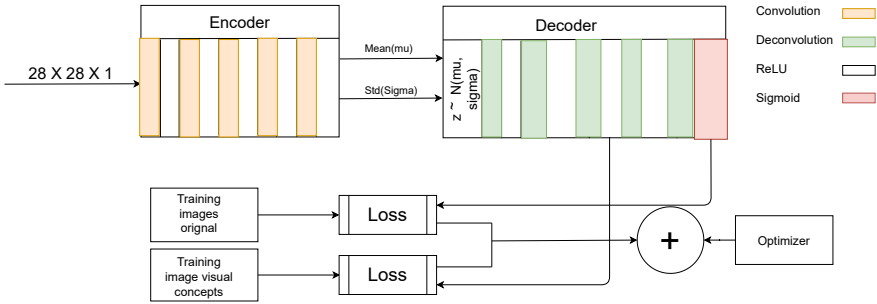 Encoder
Decoder
Convolution
Deconvolution
ReLU
Sigmoid
28 X 28 X 1
Mean(mu)
Std(Sigma)
z ~ N(mu,
sigma)
Training
images
orignal
Loss
Training
image visual
concepts
Loss
+
Optimizer